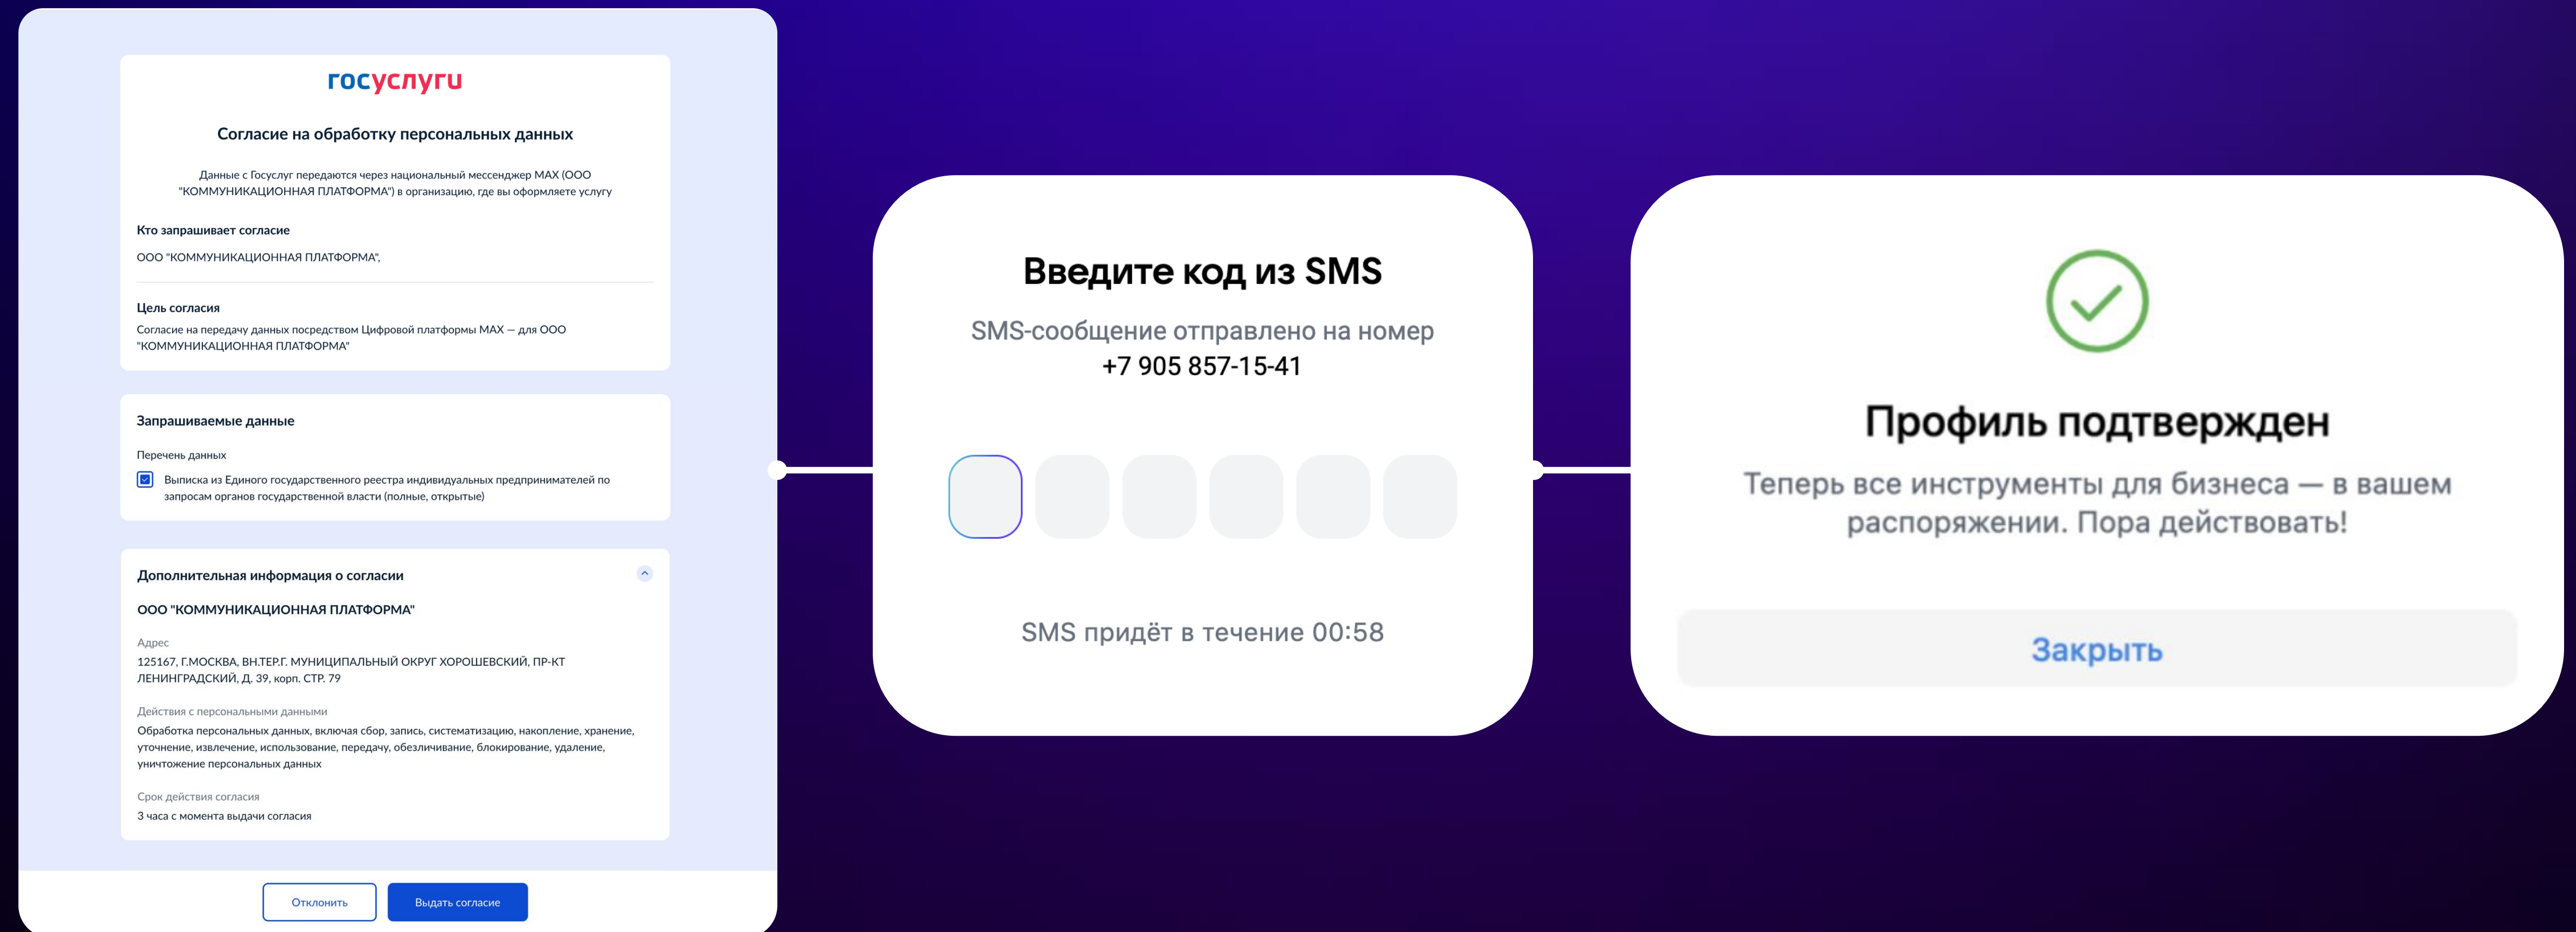 госуслуги
Согласие на обработку персональных данных
Данные с Госуслуг передаются через национальный мессенджер MAX (ООО
"КОММУНИКАЦИОННАЯ ПЛАТФОРМА") в организацию, где вы оформляете услугу
Кто запрашивает согласие
ООО "КОММУНИКАЦИОННАЯ ПЛАТФОРМА",
Цель согласия
Согласие на передачу данных посредством Цифровой платформы MAX — для ООО
"КОММУНИКАЦИОННАЯ ПЛАТФОРМА"
Запрашиваемые данные
Перечень данных
Выписка из Единого государственного реестра индивидуальных предпринимателей по
запросам органов государственной власти (полные, открытые)
Дополнительная информация о согласии
ООО "КОММУНИКАЦИОННАЯ ПЛАТФОРМА"
Адрес
125167, Г.МОСКВА, ВН.ТЕР.Г. МУНИЦИПАЛЬНЫЙ ОКРУГ ХОРОШЕВСКИЙ, ПР-КТ
ЛЕНИНГРАДСКИЙ, Д. 39, корп. СТР. 79
Действия с персональными данными
Обработка персональных данных, включая сбор, запись, систематизацию, накопление, хранение,
уточнение, извлечение, использование, передачу, обезличивание, блокирование, удаление,
уничтожение персональных данных
Срок действия согласия
3 часа с момента выдачи согласия
Отклонить
Выдать согласие
Введите код из SMS
SMS-сообщение отправлено на номер
+7 905 857-15-41
SMS придёт в течение 00:58
Профиль подтвержден
Теперь все инструменты для бизнеса — в вашем
распоряжении. Пора действовать!
Закрыть